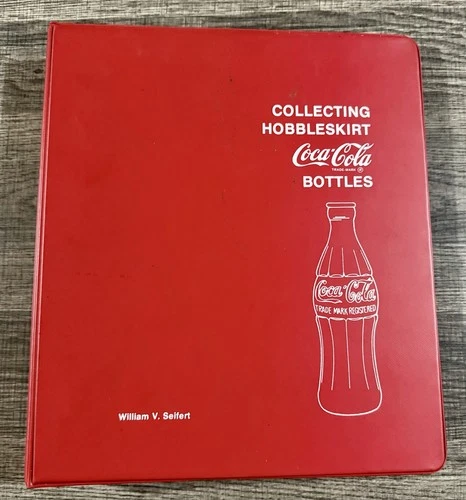 COLLECTING
HOBBLESKIRT
Coca-Cola
TRADE-MARK ®
BOTTLES
Coca-Cola
TRADE MARK REGISTERED
William V. Seifert